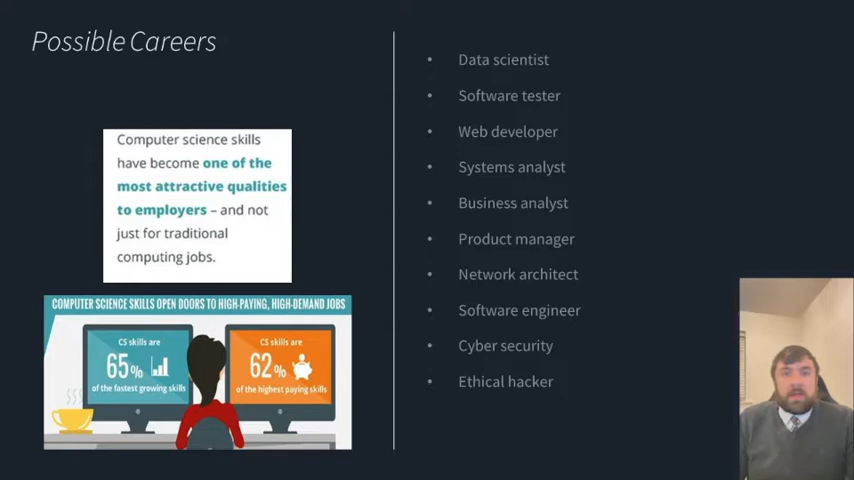 Possible Careers
Computer science skills
have become one of the
most attractive qualities
to employers – and not
just for traditional
computing jobs.
COMPUTER SCIENCE SKILLS OPEN DOORS TO HIGH-PAYING, HIGH-DEMAND JOBS
CS skills are
65%
of the fastest growing skills
CS skills are
62%
of the highest paying skills
• Data scientist
• Software tester
• Web developer
• Systems analyst
• Business analyst
• Product manager
• Network architect
• Software engineer
• Cyber security
• Ethical hacker